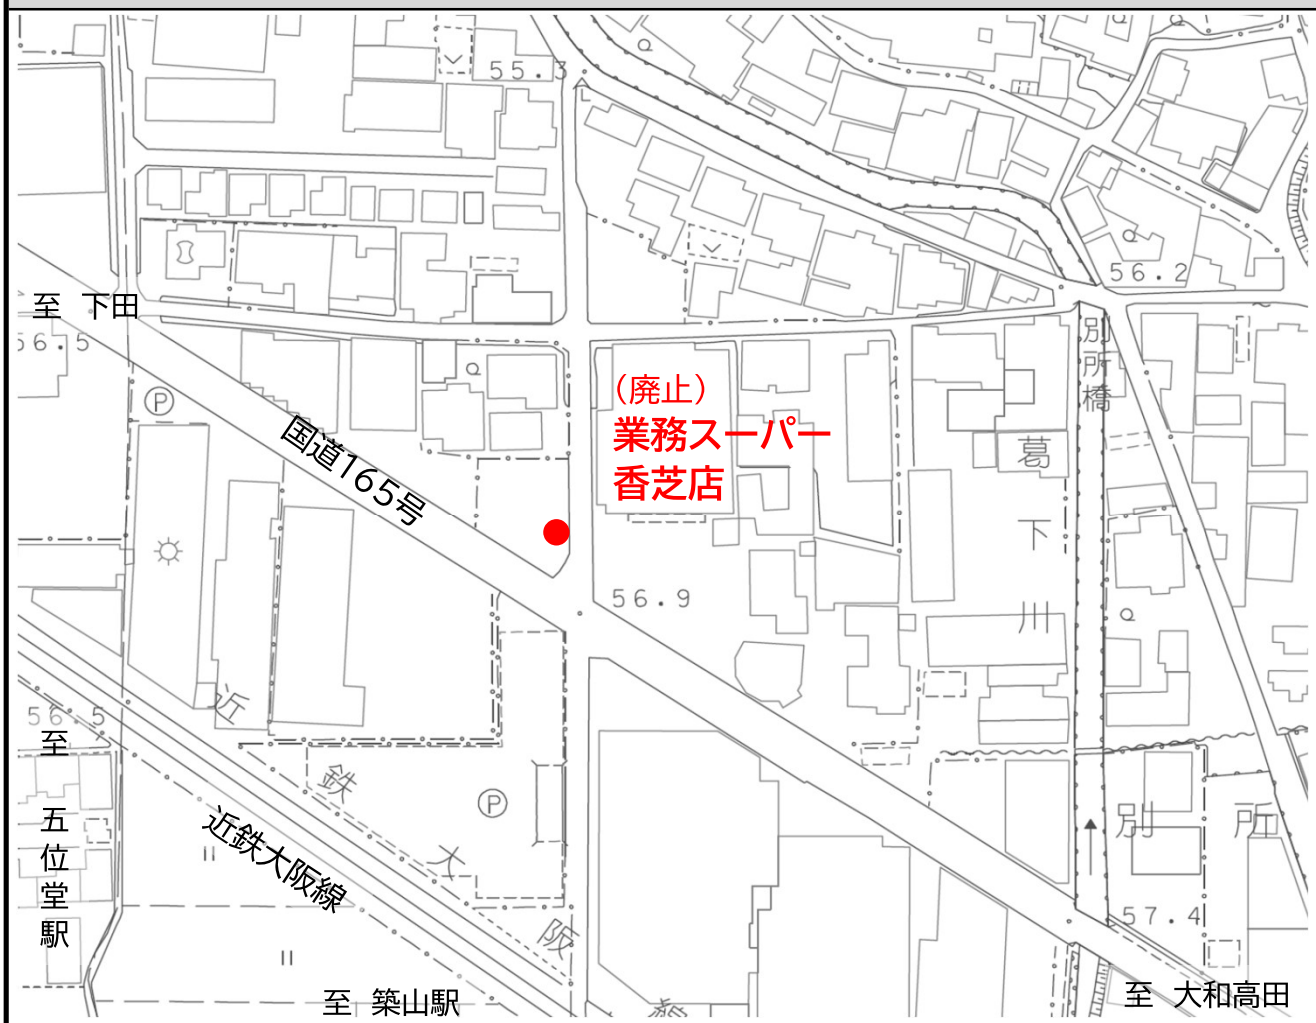 55.3
56.2
至 下田
56.5
別所橋
P
(廃止)
業務スーパー
香芝店
国道165号
葛下川
56.9
近鉄大阪線
56.5
至 五位堂駅
P
近鉄大阪線
別所
57.4
至 築山駅
至 大和高田